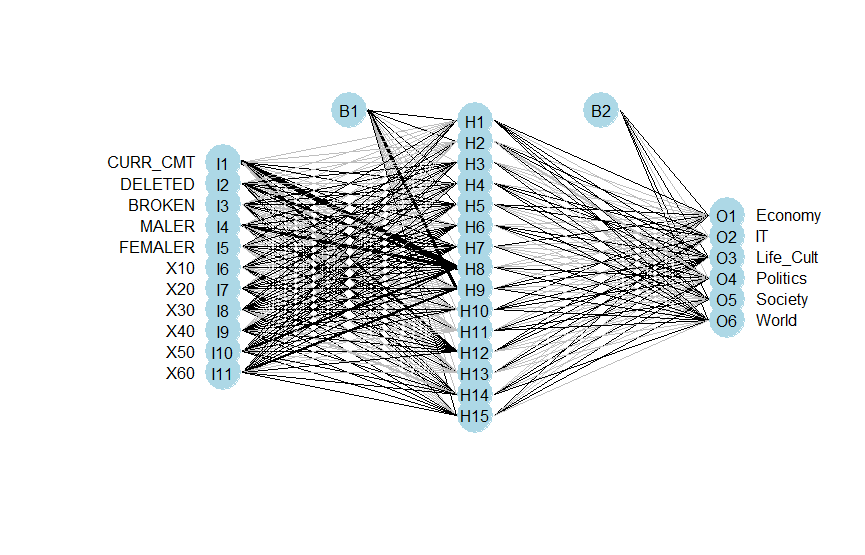 B1
B2
CURR_CMT I1
DELETED I2
BROKEN I3
MALER I4
FEMALER I5
X10 I6
X20 I7
X30 I8
X40 I9
X50 I10
X60 I11
H1
H2
H3
H4
H5
H6
H7
H8
H9
H10
H11
H12
H13
H14
H15
O1 Economy
O2 IT
O3 Life_Cult
O4 Politics
O5 Society
O6 World